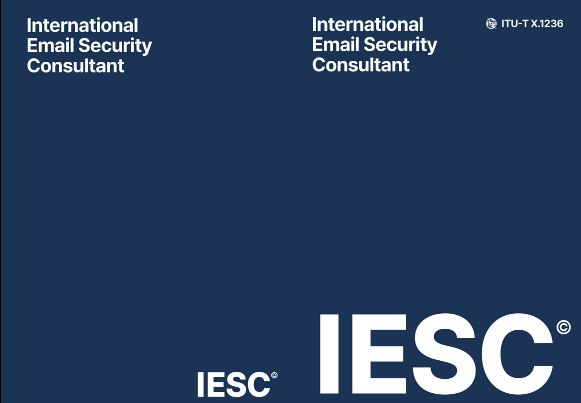 International
Email Security
Consultant
IESC©
International
Email Security
Consultant
ITU-T X.1236
IESC©